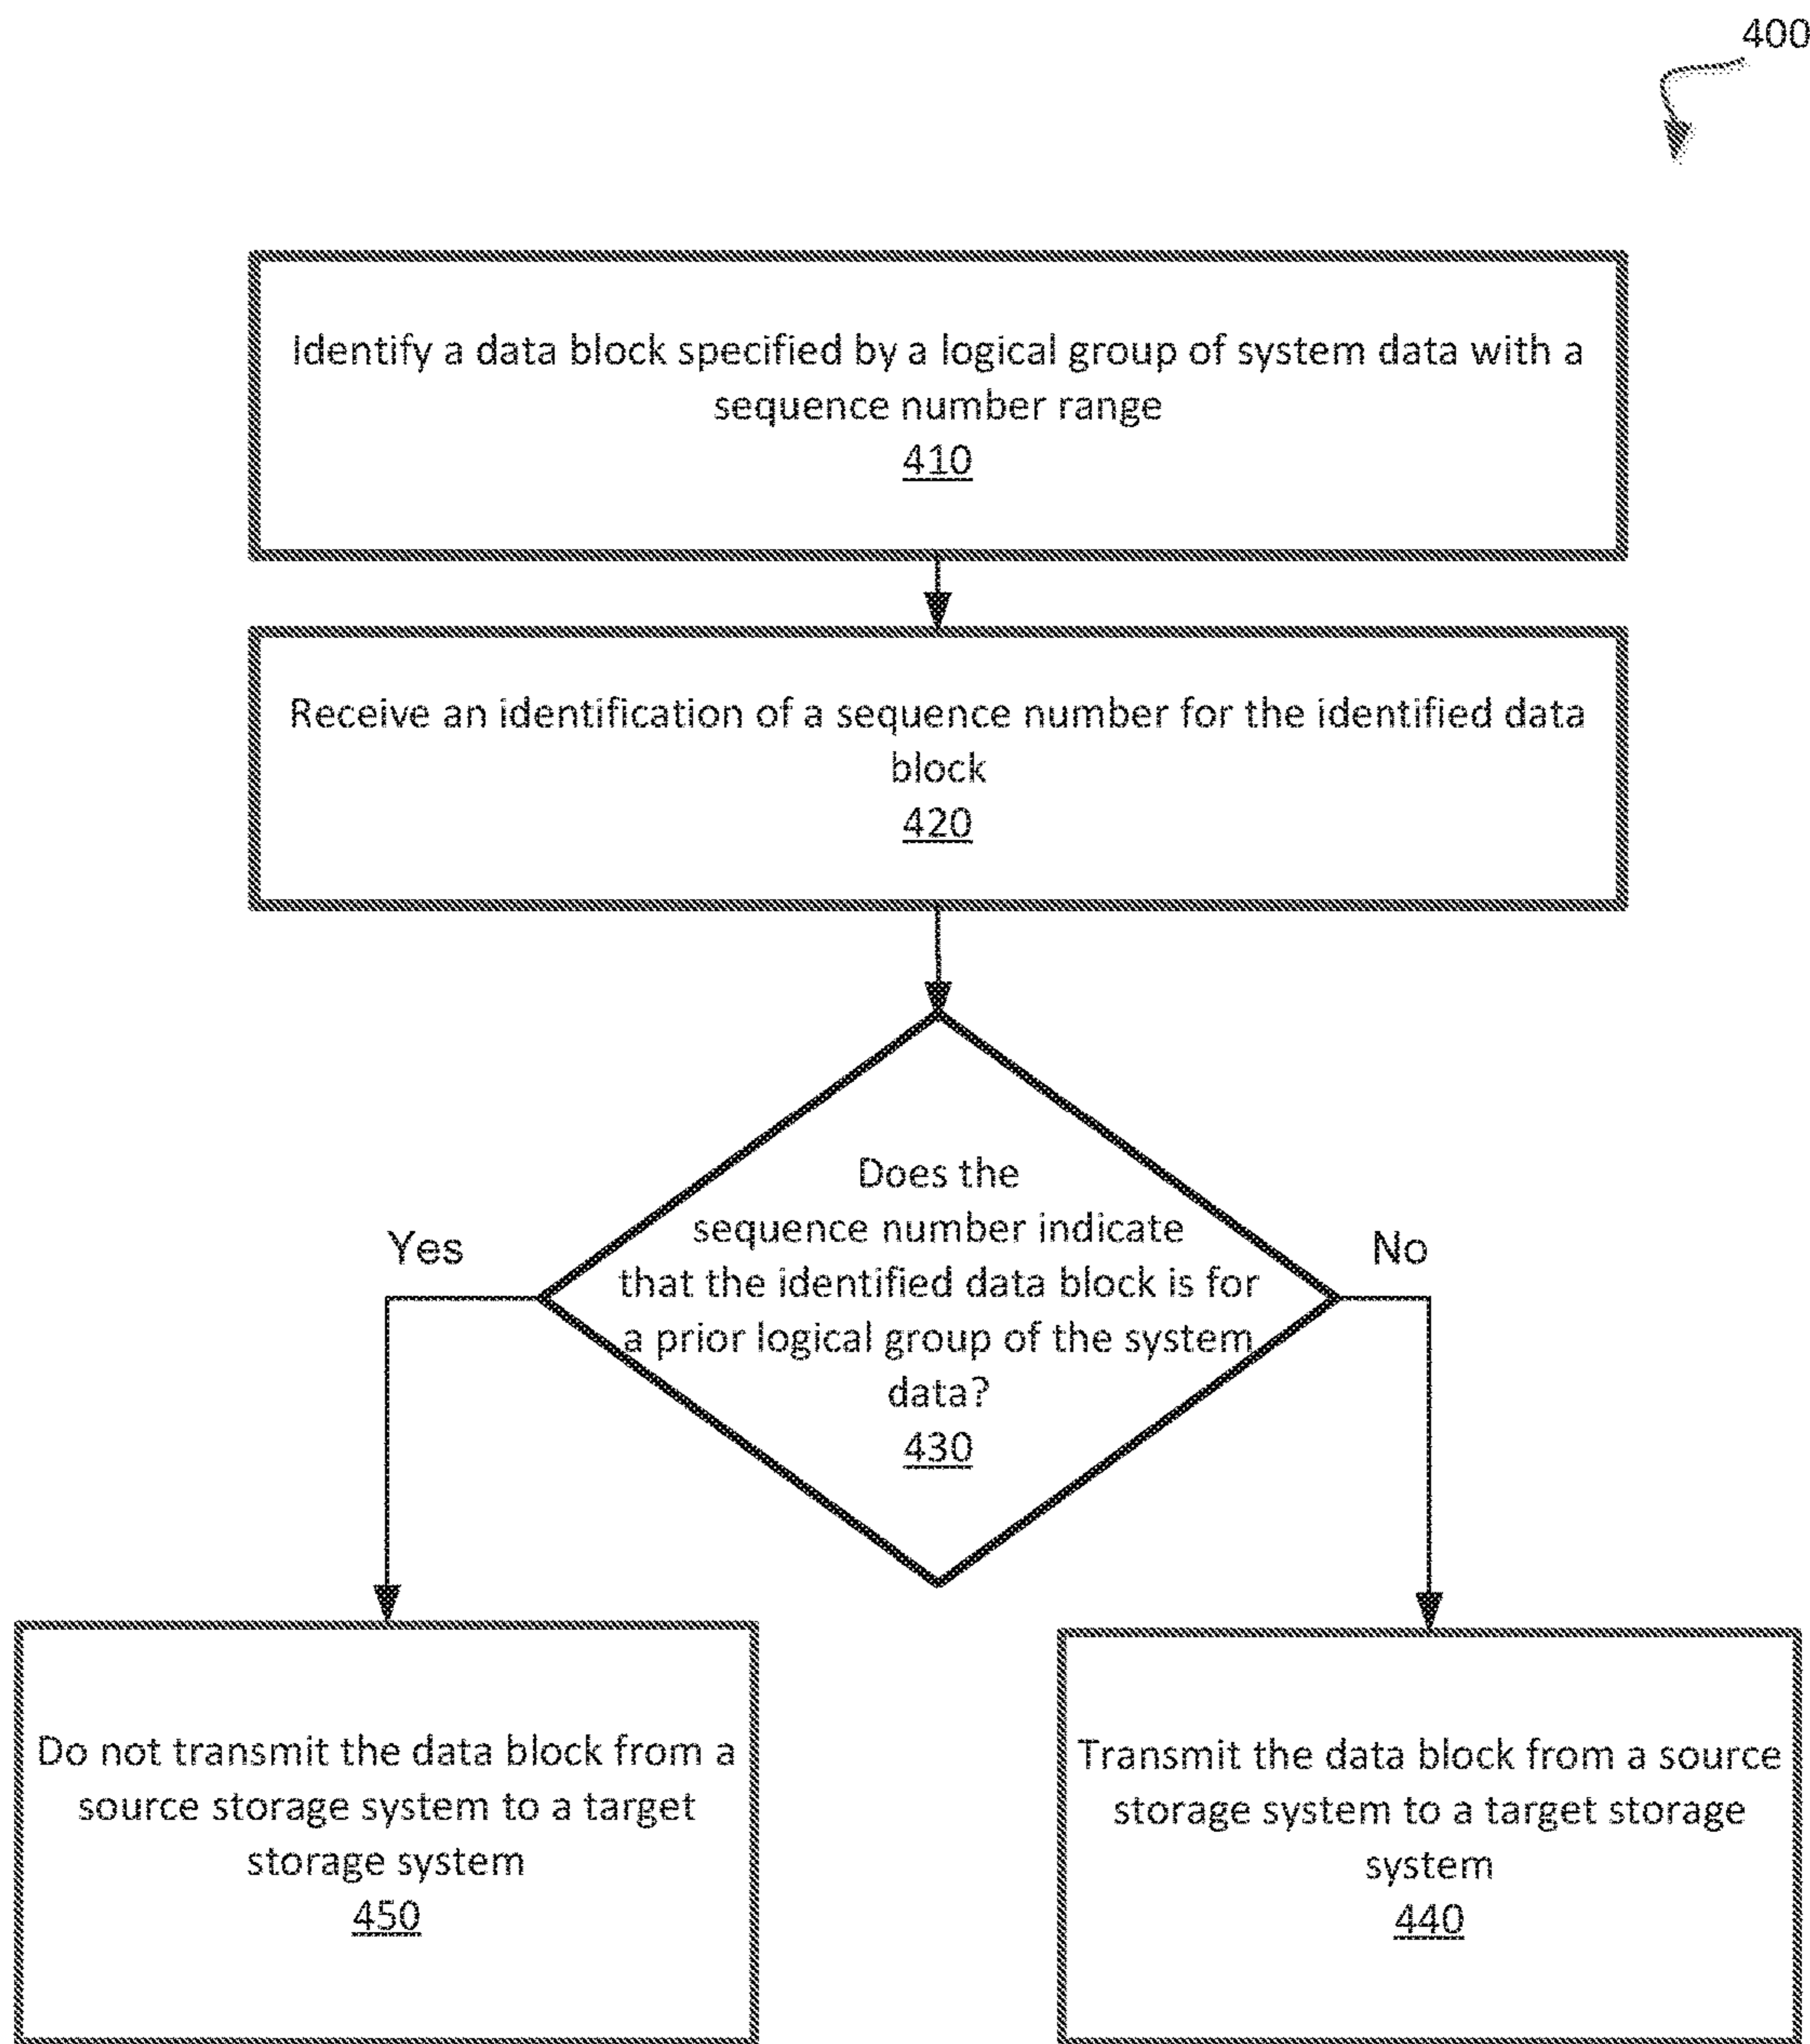 400
Identify a data block specified by a logical group of system data with a
sequence number range
410
Receive an identification of a sequence number for the identified data
block
420
Does the
sequence number indicate
that the identified data block is for
a prior logical group of the system
data?
430
Yes
No
Do not transmit the data block from a
source storage system to a target
storage system
450
Transmit the data block from a source
storage system to a target storage
system
440